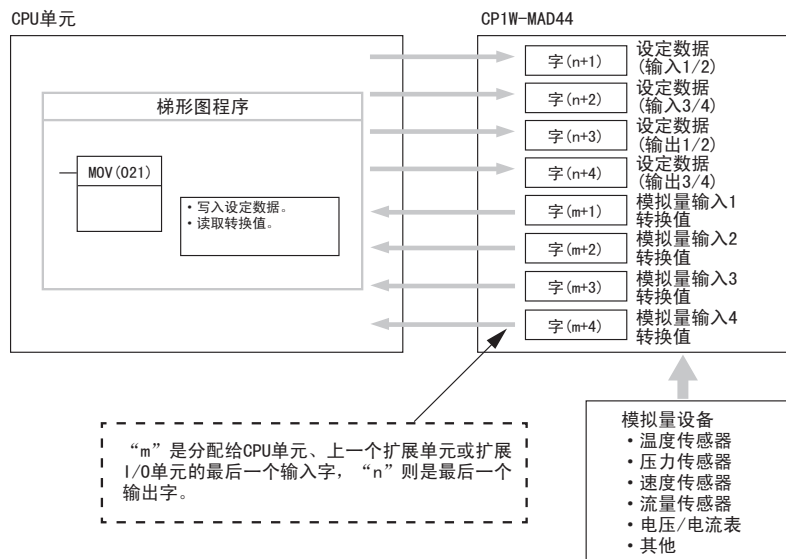 CPU单元
CP1W-MAD44
梯形图程序
MOV(021)
・写入设定数据。
・读取转换值。
字(n+1)
设定数据
(输入1/2)
字(n+2)
设定数据
(输入3/4)
字(n+3)
设定数据
(输出1/2)
字(n+4)
设定数据
(输出3/4)
字(m+1)
模拟量输入1
转换值
字(m+2)
模拟量输入2
转换值
字(m+3)
模拟量输入3
转换值
字(m+4)
模拟量输入4
转换值
“m”是分配给CPU单元、上一个扩展单元或扩展
I/O单元的最后一个输入字，“n”则是最后一个
输出字。
模拟量设备
・温度传感器
・压力传感器
・速度传感器
・流量传感器
・电压/电流表
・其他